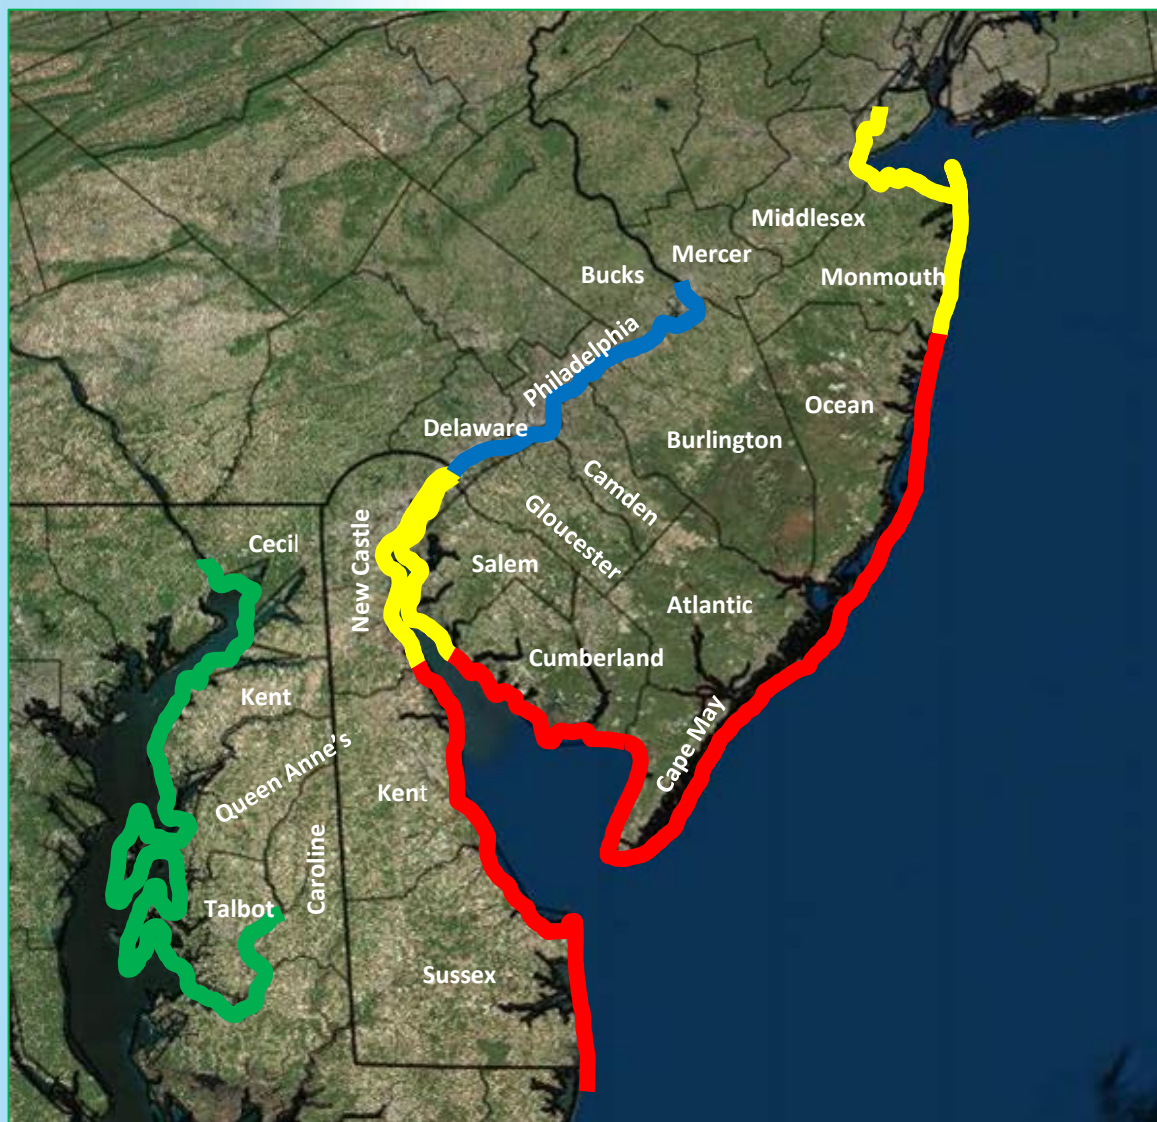 Middlesex
Mercer
Bucks
Monmouth
Philadelphia
Ocean
Delaware
Burlington
Camden
Gloucester
New Castle
Cecil
Salem
Atlantic
Cumberland
Kent
Cape May
Queen Anne's
Kent
Caroline
Talbot
Sussex